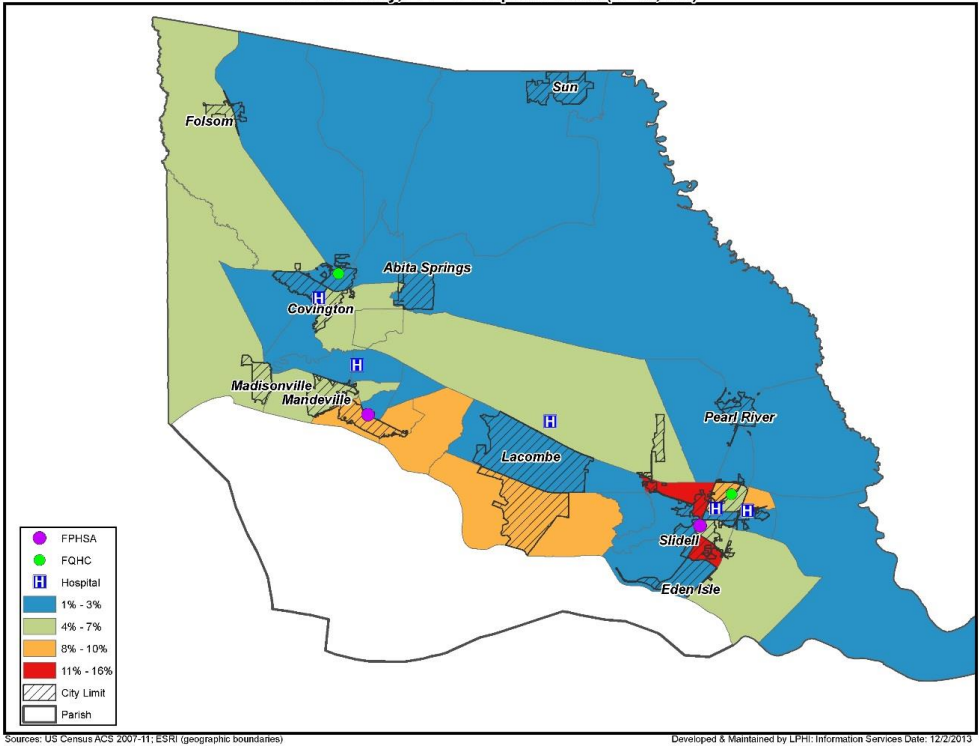 Sun
Folsom
Abita Springs
Covington
Madisonville
Mandeville
Pearl River
Lacombe
Slidell
Eden Isle
H
H
H
H
H
FPHSA
FQHC
H Hospital
1% - 3%
4% - 7%
8% - 10%
11% - 16%
City Limit
Parish
Sources: US Census ACS 2007-11; ESRI (geographic boundaries)
Developed & Maintained by LPHI: Information Services Date: 12/2/2013